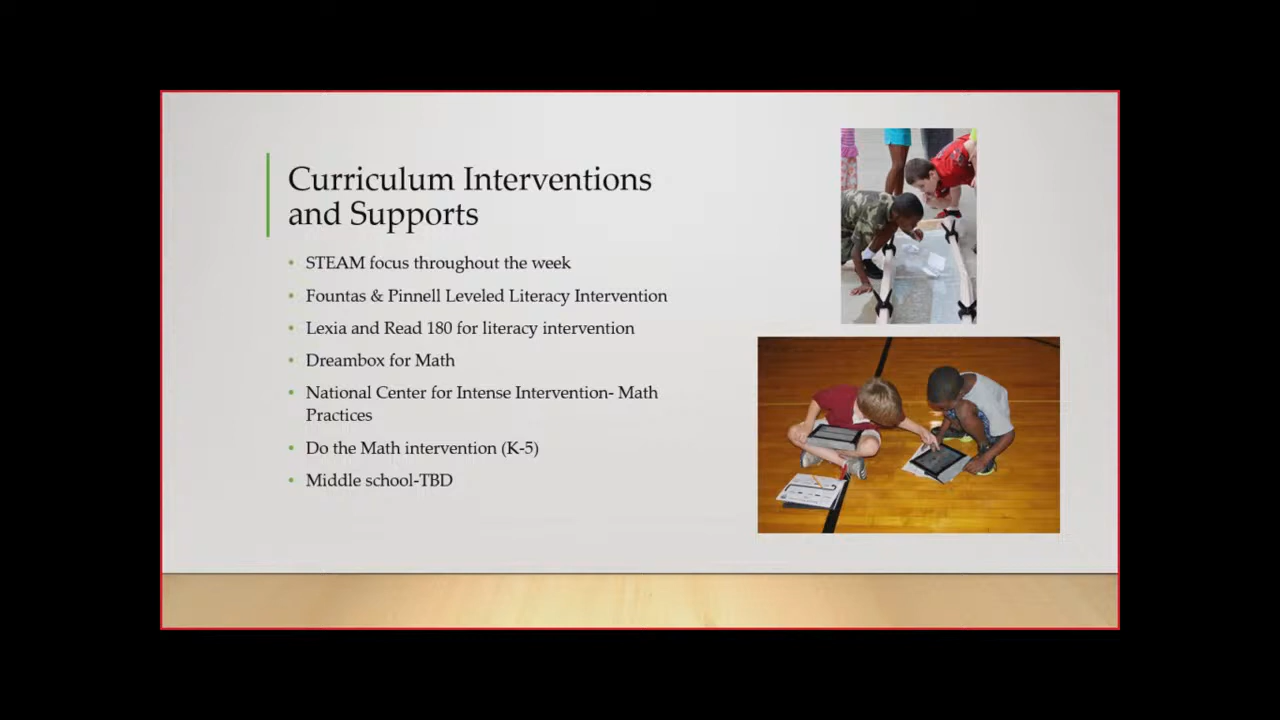 Curriculum Interventions
and Supports
• STEAM focus throughout the week
• Fountas & Pinnell Leveled Literacy Intervention
• Lexia and Read 180 for literacy intervention
• Dreambox for Math
• National Center for Intense Intervention- Math
Practices
• Do the Math intervention (K-5)
• Middle school-TBD